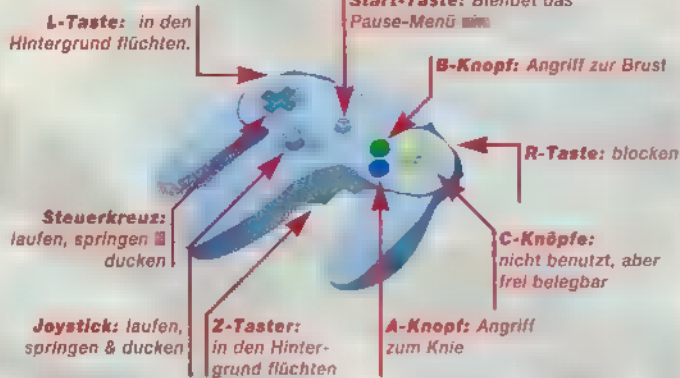 L-Taste: in den
Hintergrund flüchten.
Start-Taste: Blendet das
Pause-Menü
B-Knopf: Angriff zur Brust
R-Taste: blocken
Steuerkreuz:
laufen, springen
ducken
C-Knöpfe:
nicht benutzt, aber
frei belegbar
Joystick: laufen,
springen & ducken
Z-Taster:
in den Hinter-
grund flüchten
A-Knopf: Angriff
zum Knie